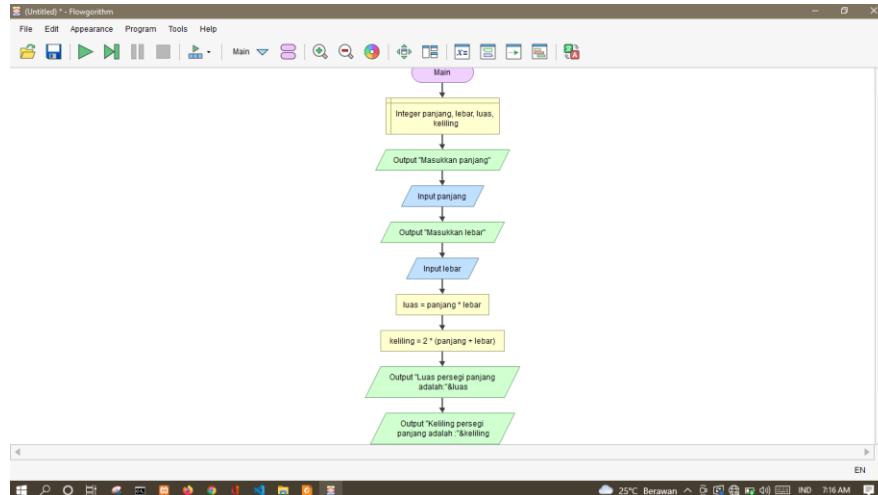 (Untitled) * - Flowgorithm
File Edit Appearance Program Tools Help
Main
X=
Main
Integer panjang, lebar, luas,
keliling
Output "Masukkan panjang"
Input panjang
Output "Masukkan lebar"
Input lebar
luas = panjang * lebar
keliling = 2 * (panjang + lebar)
Output "Luas persegi panjang
adalah:"&luas
Output "Keliling persegi
panjang adalah :"&keliling
EN
25°C Berawan
IND
7:16 AM